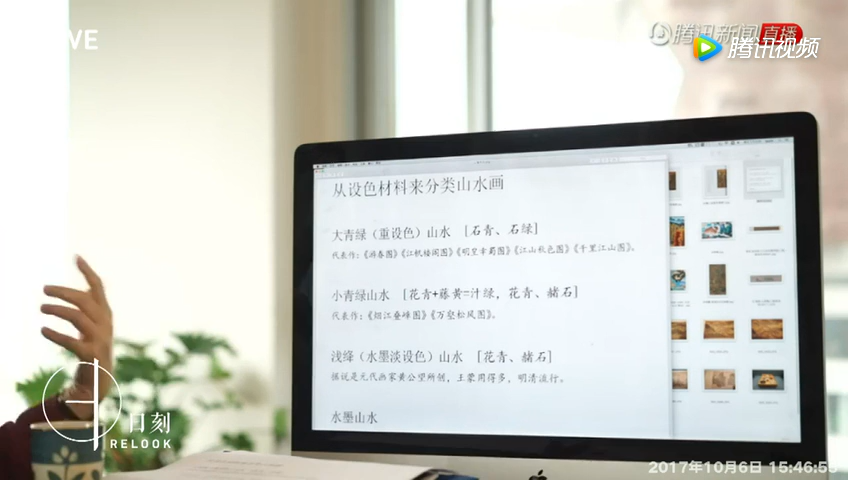 LIVE
腾讯新闻 直播
腾讯视频
从设色材料来分类山水画
大青绿（重设色）山水 [石青、石绿]
代表作：《游春图》《江帆楼阁图》《明皇幸蜀图》《江山秋色图》《千里江山图》。
小青绿山水 [花青+藤黄=汁绿，花青、赭石]
代表作：《烟江叠嶂图》《万壑松风图》。
浅绛（水墨淡设色）山水 [花青、赭石]
据说是元代画家黄公望所创，王蒙用得多，明清流行。
水墨山水
日刻
RELOOK
2017年10月6日 15:46:53